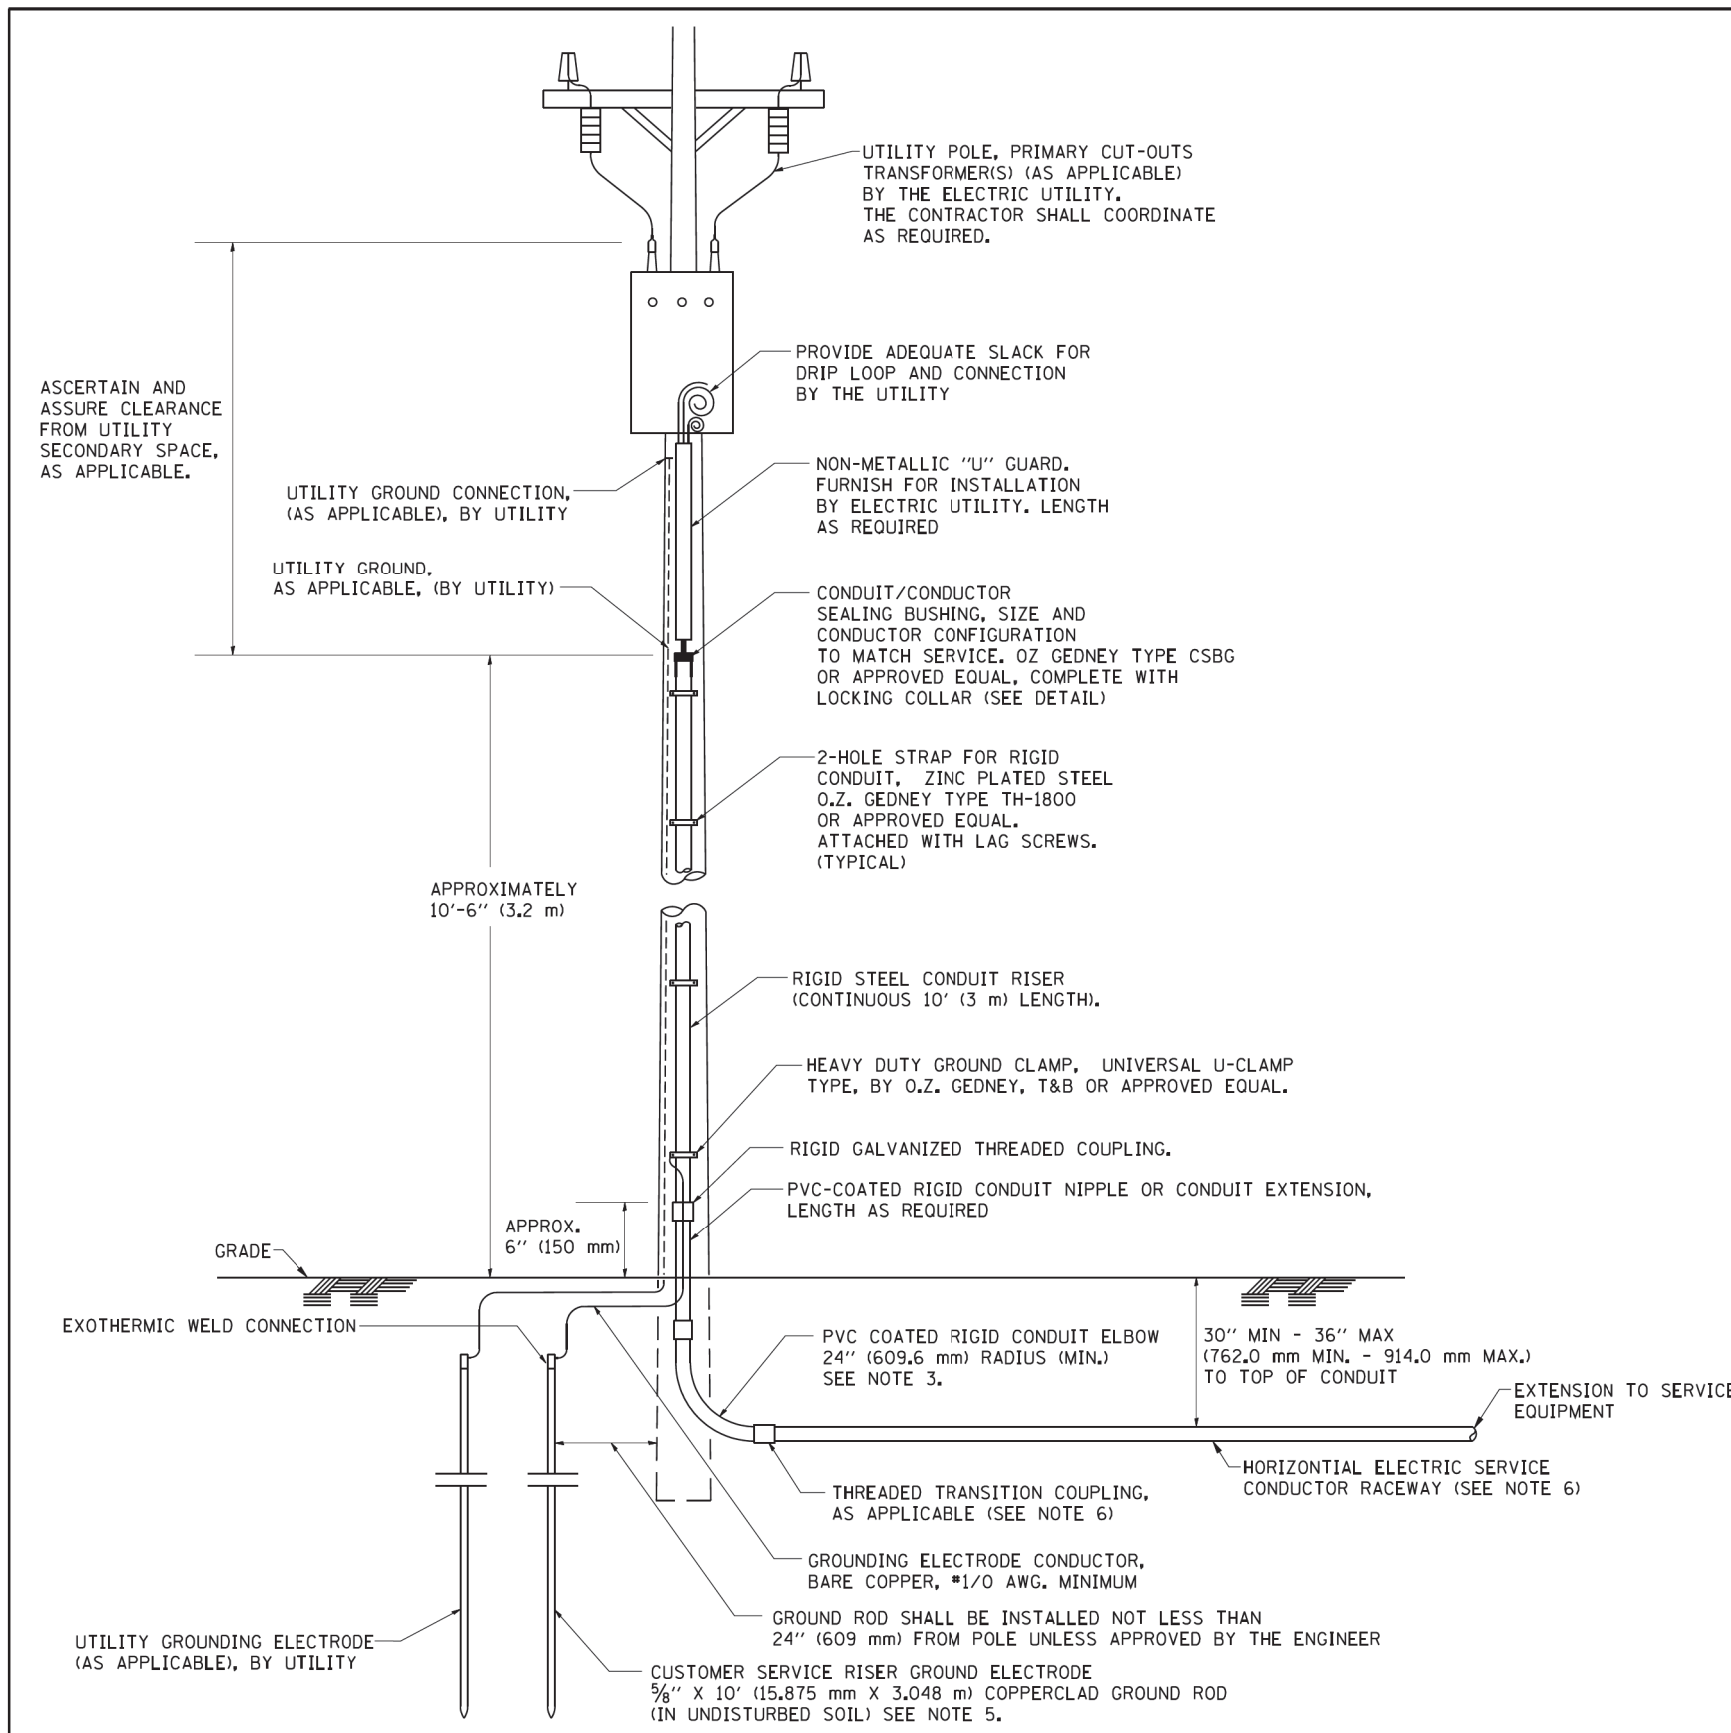 UTILITY POLE, PRIMARY CUT-OUTS
TRANSFORMER(S) (AS APPLICABLE)
BY THE ELECTRIC UTILITY.
THE CONTRACTOR SHALL COORDINATE
AS REQUIRED.
PROVIDE ADEQUATE SLACK FOR
DRIP LOOP AND CONNECTION
BY THE UTILITY
ASCERTAIN AND
ASSURE CLEARANCE
FROM UTILITY
SECONDARY SPACE,
AS APPLICABLE.
NON-METALLIC "U" GUARD.
FURNISH FOR INSTALLATION
BY ELECTRIC UTILITY. LENGTH
AS REQUIRED
UTILITY GROUND CONNECTION,
(AS APPLICABLE), BY UTILITY
UTILITY GROUND,
AS APPLICABLE, (BY UTILITY)
CONDUIT/CONDUCTOR
SEALING BUSHING, SIZE AND
CONDUCTOR CONFIGURATION
TO MATCH SERVICE. OZ GEDNEY TYPE CSBG
OR APPROVED EQUAL, COMPLETE WITH
LOCKING COLLAR (SEE DETAIL)
2-HOLE STRAP FOR RIGID
CONDUIT, ZINC PLATED STEEL
O.Z. GEDNEY TYPE TH-1800
OR APPROVED EQUAL.
ATTACHED WITH LAG SCREWS.
(TYPICAL)
APPROXIMATELY
10'-6" (3.2 m)
RIGID STEEL CONDUIT RISER
(CONTINUOUS 10' (3 m) LENGTH).
HEAVY DUTY GROUND CLAMP, UNIVERSAL U-CLAMP
TYPE, BY O.Z. GEDNEY, T&B OR APPROVED EQUAL.
RIGID GALVANIZED THREADED COUPLING.
PVC-COATED RIGID CONDUIT NIPPLE OR CONDUIT EXTENSION,
LENGTH AS REQUIRED
APPROX.
6" (150 mm)
GRADE
EXOTHERMIC WELD CONNECTION
PVC COATED RIGID CONDUIT ELBOW
24" (609.6 mm) RADIUS (MIN.)
SEE NOTE 3.
30" MIN - 36" MAX
(762.0 mm MIN. - 914.0 mm MAX.)
TO TOP OF CONDUIT
EXTENSION TO SERVICE
EQUIPMENT
HORIZONTIAL ELECTRIC SERVICE
CONDUCTOR RACEWAY (SEE NOTE 6)
THREADED TRANSITION COUPLING,
AS APPLICABLE (SEE NOTE 6)
GROUNDING ELECTRODE CONDUCTOR,
BARE COPPER, #1/0 AWG. MINIMUM
GROUND ROD SHALL BE INSTALLED NOT LESS THAN
24" (609 mm) FROM POLE UNLESS APPROVED BY THE ENGINEER
UTILITY GROUNDING ELECTRODE
(AS APPLICABLE), BY UTILITY
CUSTOMER SERVICE RISER GROUND ELECTRODE
5/8" X 10' (15.875 mm X 3.048 m) COPPERCLAD GROUND ROD
(IN UNDISTURBED SOIL) SEE NOTE 5.